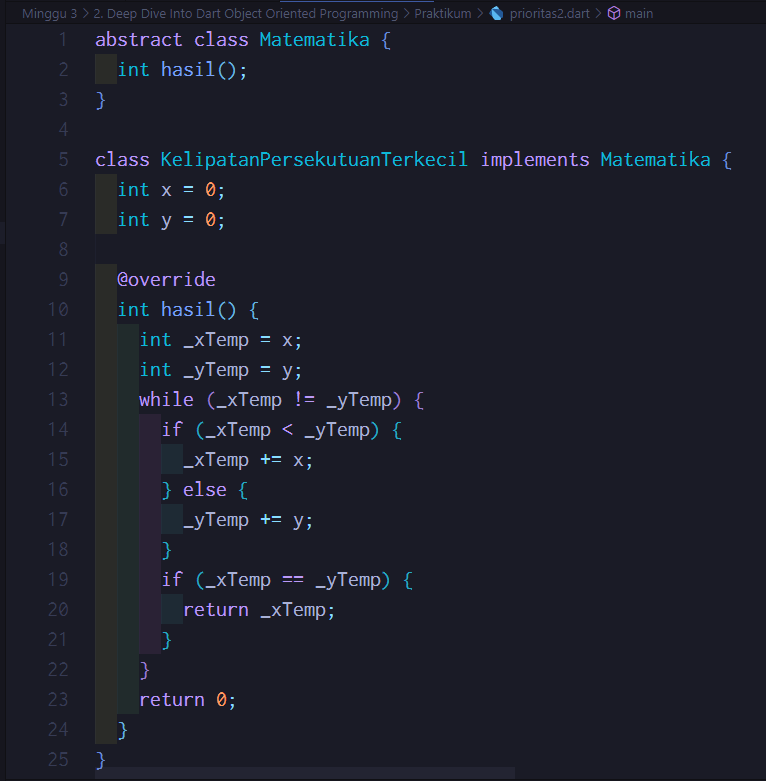 Minggu 3 > 2. Deep Dive Into Dart Object Oriented Programming > Praktikum > prioritas2.dart > main
1 abstract class Matematika {
2   int hasil();
3 }
4
5 class KelipatanPersekutuanTerkecil implements Matematika {
6   int x = 0;
7   int y = 0;
8
9   @override
10   int hasil() {
11     int _xTemp = x;
12     int _yTemp = y;
13     while (_xTemp != _yTemp) {
14       if (_xTemp < _yTemp) {
15         _xTemp += x;
16       } else {
17         _yTemp += y;
18       }
19       if (_xTemp == _yTemp) {
20         return _xTemp;
21       }
22     }
23     return 0;
24   }
25 }